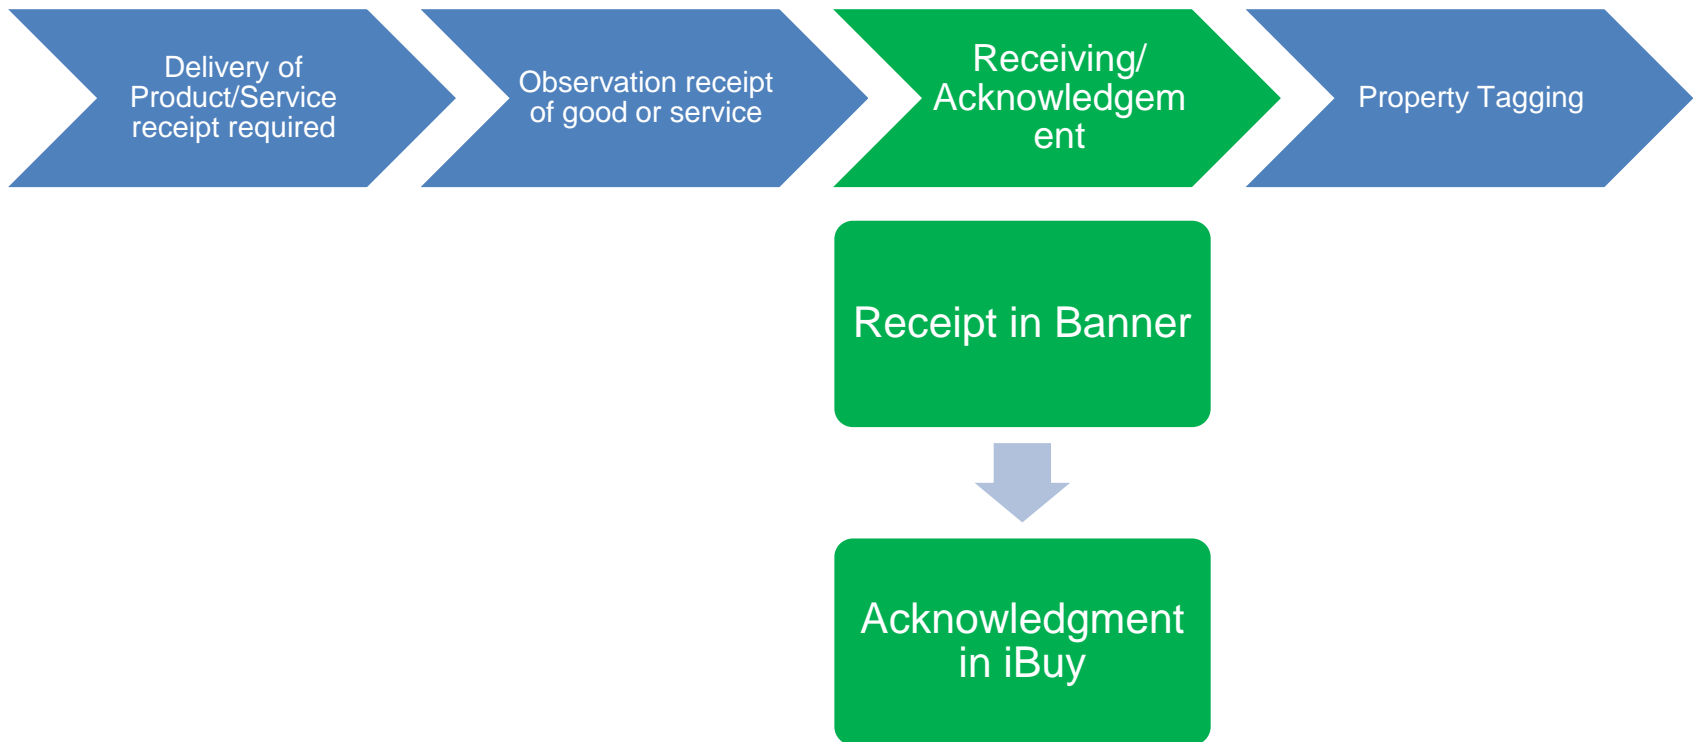 Delivery of
Product/Service
receipt required
Observation receipt
of good or service
Receiving/
Acknowledgem
ent
Property Tagging
Receipt in Banner
Acknowledgment
in iBuy